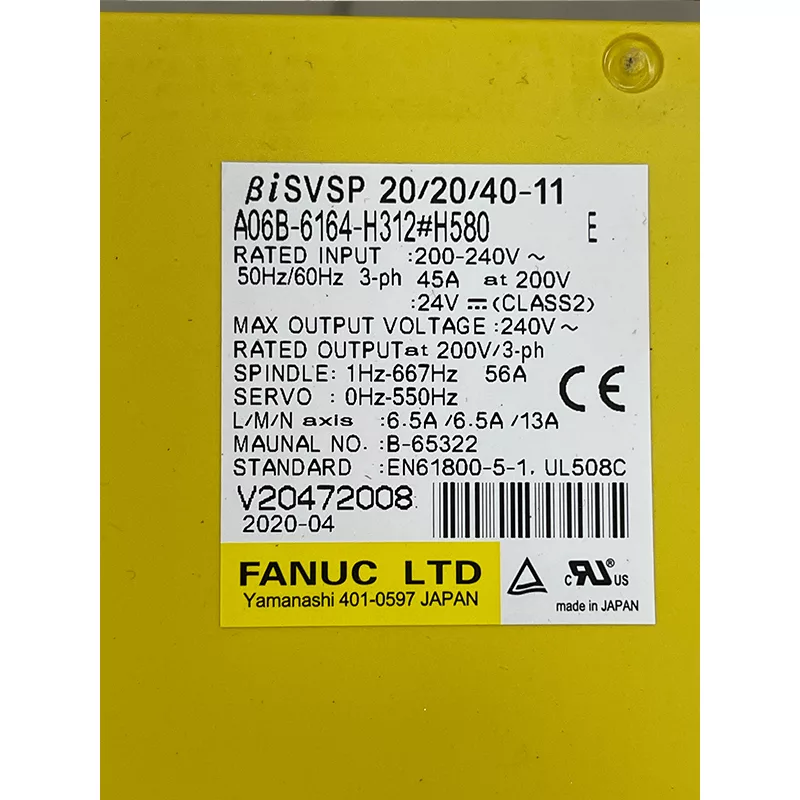 βiSVSP 20/20/40-11
A06B-6164-H312#H580 E
RATED INPUT :200-240V ~
50Hz/60Hz 3-ph 45A at 200V
:24V ⎓ (CLASS2)
MAX OUTPUT VOLTAGE :240V ~
RATED OUTPUT at 200V/3-ph
SPINDLE: 1Hz-667Hz 56A
SERVO : 0Hz-550Hz
L/M/N axis :6.5A /6.5A /13A
MAUNAL NO. :B-65322
STANDARD :EN61800-5-1, UL508C
CE
V20472008
2020-04
FANUC LTD
Yamanashi 401-0597 JAPAN
c RU® US
made in JAPAN